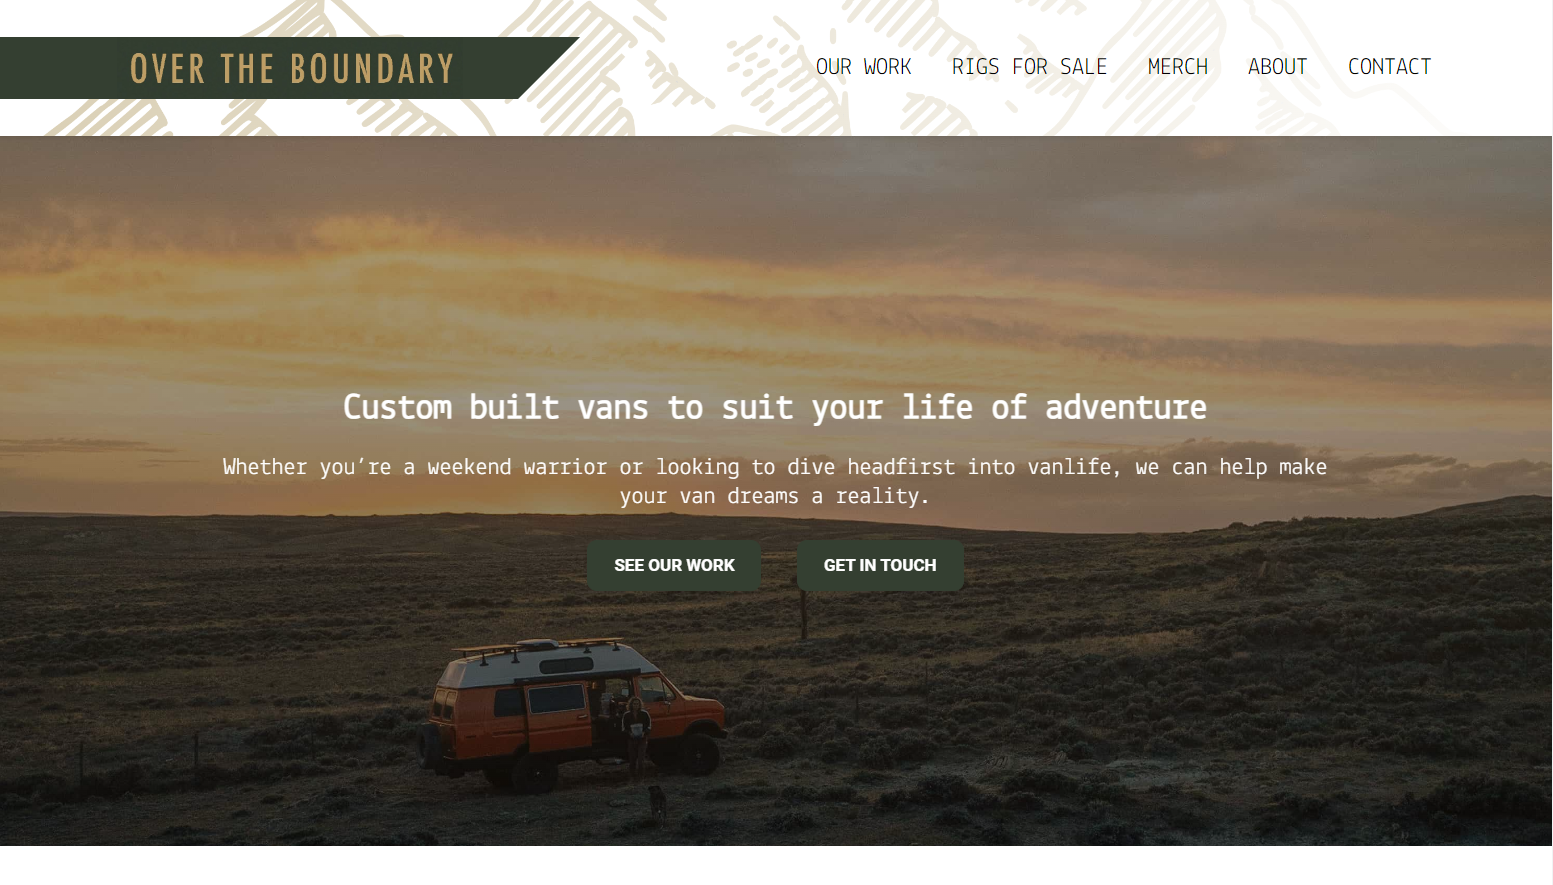 OVER THE BOUNDARY
OUR WORK RIGS FOR SALE MERCH ABOUT CONTACT
Custom built vans to suit your life of adventure
Whether you're a weekend warrior or looking to dive headfirst into vanlife, we can help make
your van dreams a reality.
SEE OUR WORK GET IN TOUCH